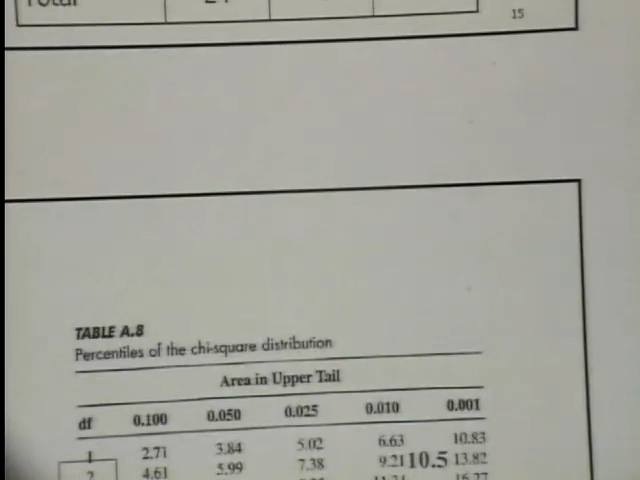 Total
15
TABLE A.8
Percentiles of the chi-square distribution
Area in Upper Tail
df 0.100 0.050 0.025 0.010 0.001
1 2.71 3.84 5.02 6.63 10.83
2 4.61 5.99 7.38 9.21 10.5 13.82